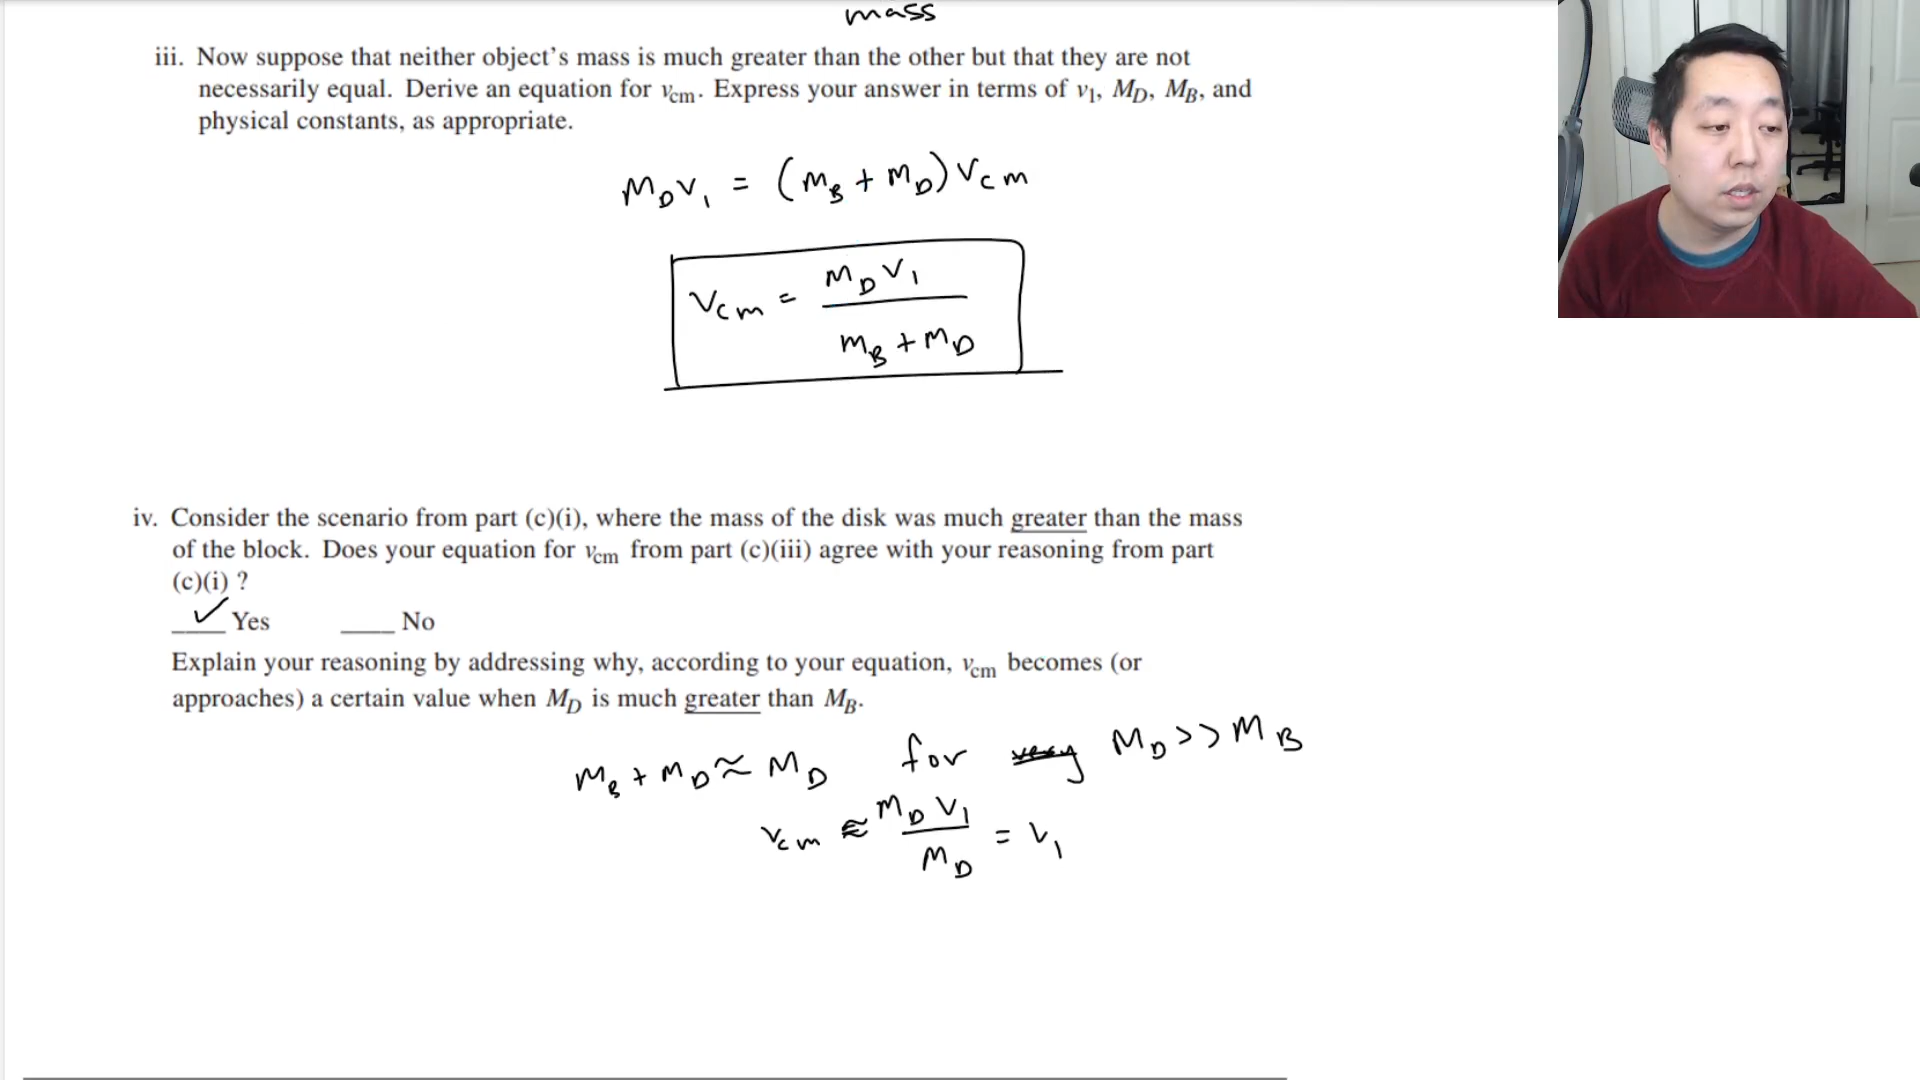 mass
iii. Now suppose that neither object’s mass is much greater than the other but that they are not
necessarily equal. Derive an equation for vcm. Express your answer in terms of v1, MD, MB, and
physical constants, as appropriate.
MDV1 = (MB + MD) Vcm
Vcm = MDV1 / MB + MD
iv. Consider the scenario from part (c)(i), where the mass of the disk was much greater than the mass
of the block. Does your equation for vcm from part (c)(iii) agree with your reasoning from part
(c)(i) ?
✓ Yes ____ No
Explain your reasoning by addressing why, according to your equation, vcm becomes (or
approaches) a certain value when MD is much greater than MB.
MB + MD ≈ MD for very MD >> MB
Vcm ≈ MDV1 / MD = V1